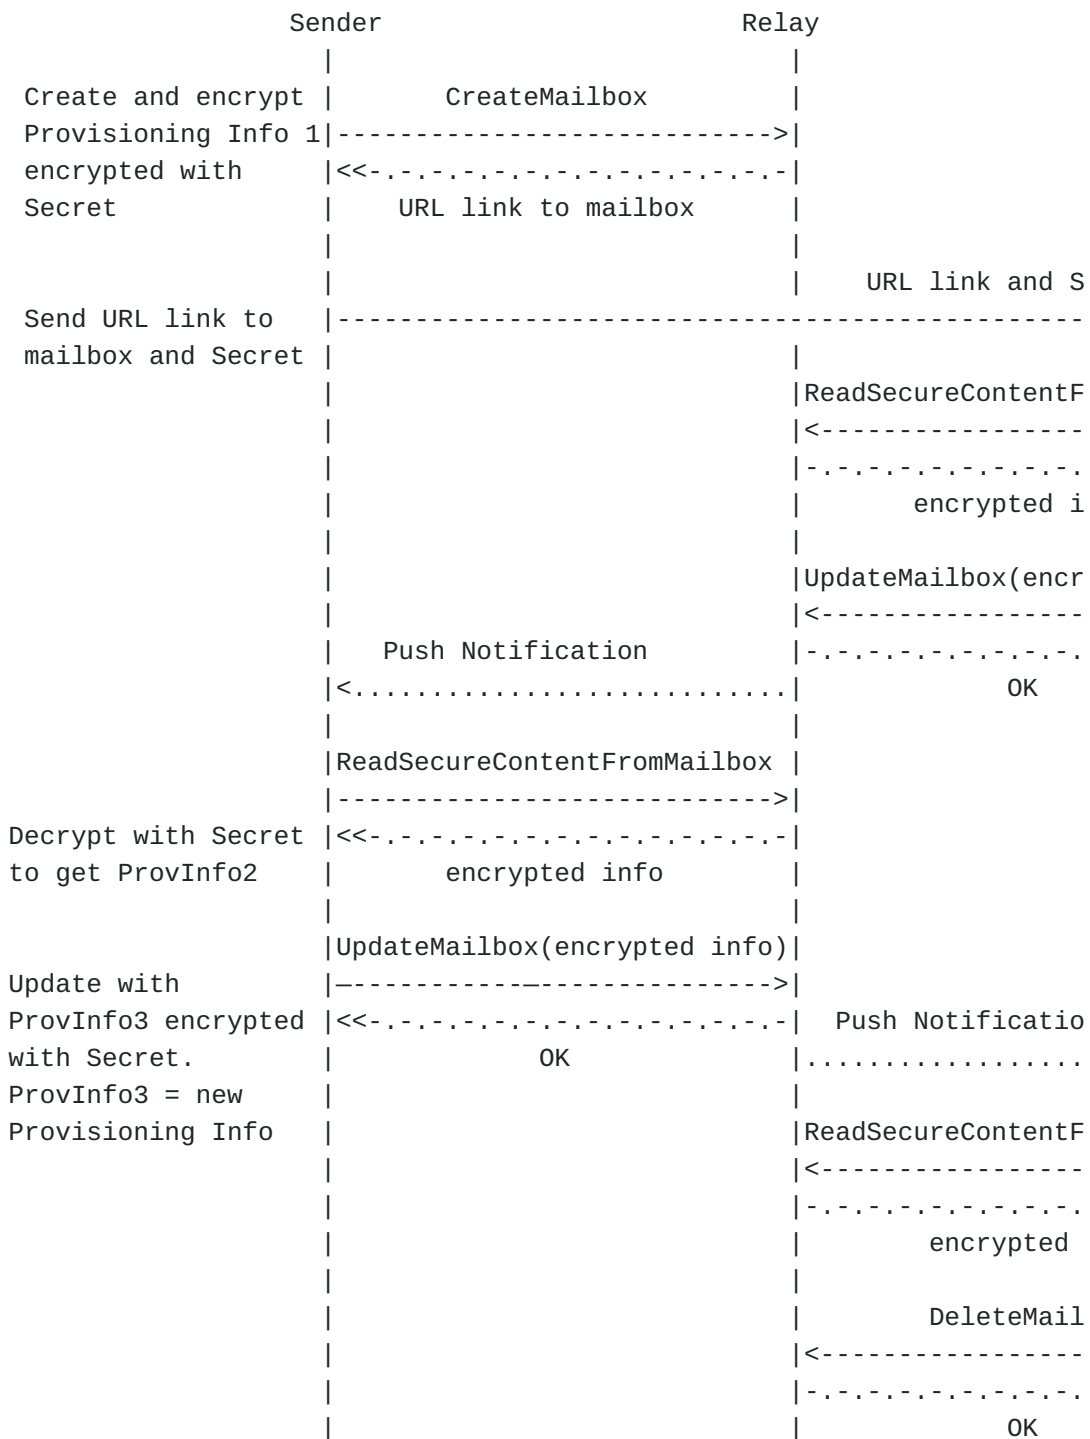 Sender Relay
| |
Create and encrypt | CreateMailbox |
Provisioning Info 1|---------------------------->|
encrypted with |<<-.-.-.-.-.-.-.-.-.-.-.-.-.-|
Secret | URL link to mailbox |
| |
| | URL link and S
Send URL link to |------------------------------------------------
mailbox and Secret | |
| |ReadSecureContentF
| |<-----------------
| |-.-.-.-.-.-.-.-.-.
| | encrypted i
| |
| |UpdateMailbox(encr
| |<-----------------
| Push Notification |-.-.-.-.-.-.-.-.-.
|<............................| OK
| |
|ReadSecureContentFromMailbox |
|---------------------------->|
Decrypt with Secret |<<-.-.-.-.-.-.-.-.-.-.-.-.-.-|
to get ProvInfo2 | encrypted info |
| |
|UpdateMailbox(encrypted info)|
Update with |—-----------—--------------->|
ProvInfo3 encrypted |<<-.-.-.-.-.-.-.-.-.-.-.-.-.-| Push Notificatio
with Secret. | OK |..................
ProvInfo3 = new | |
Provisioning Info | |ReadSecureContentF
| |<-----------------
| |-.-.-.-.-.-.-.-.-.
| | encrypted
| |
| | DeleteMail
| |<-----------------
| |-.-.-.-.-.-.-.-.-.
| | OK